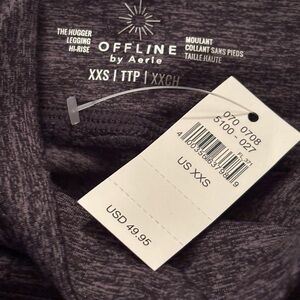 THE HUGGER
LEGGING
HI-RISE
OFFLINE
by Aerie
MOULANT
COLLANT SANS PIEDS
TAILLE HAUTE
XXS | TTP | XXCH
070 0708
5100-027
US XXS
USD 49.95